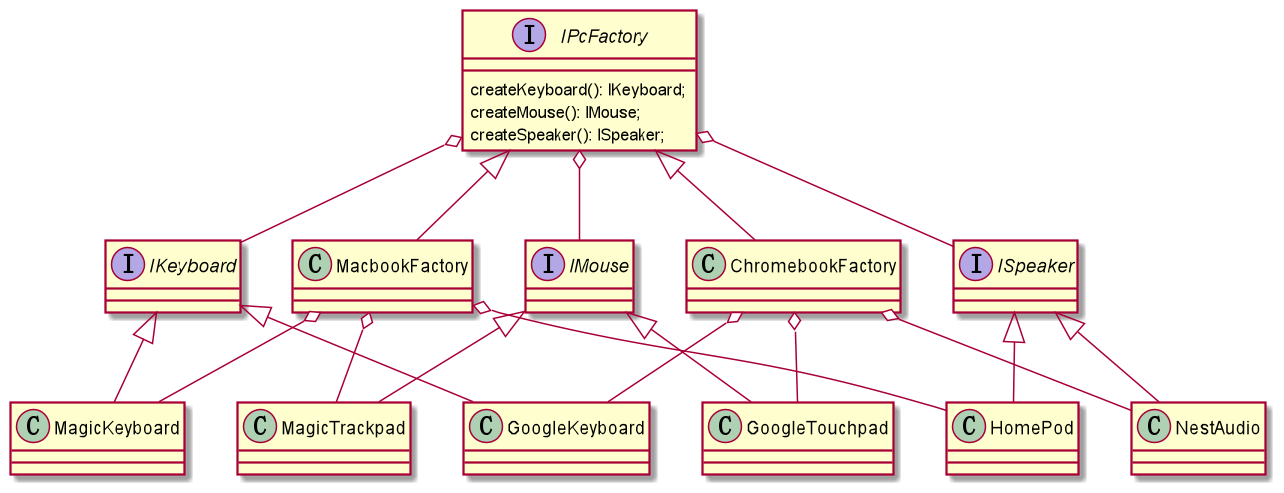 I IPcFactory
createKeyboard(): IKeyboard;
createMouse(): IMouse;
createSpeaker(): ISpeaker;
I IKeyboard
C MacbookFactory
I IMouse
C ChromebookFactory
I ISpeaker
C MagicKeyboard
C MagicTrackpad
C GoogleKeyboard
C GoogleTouchpad
C HomePod
C NestAudio